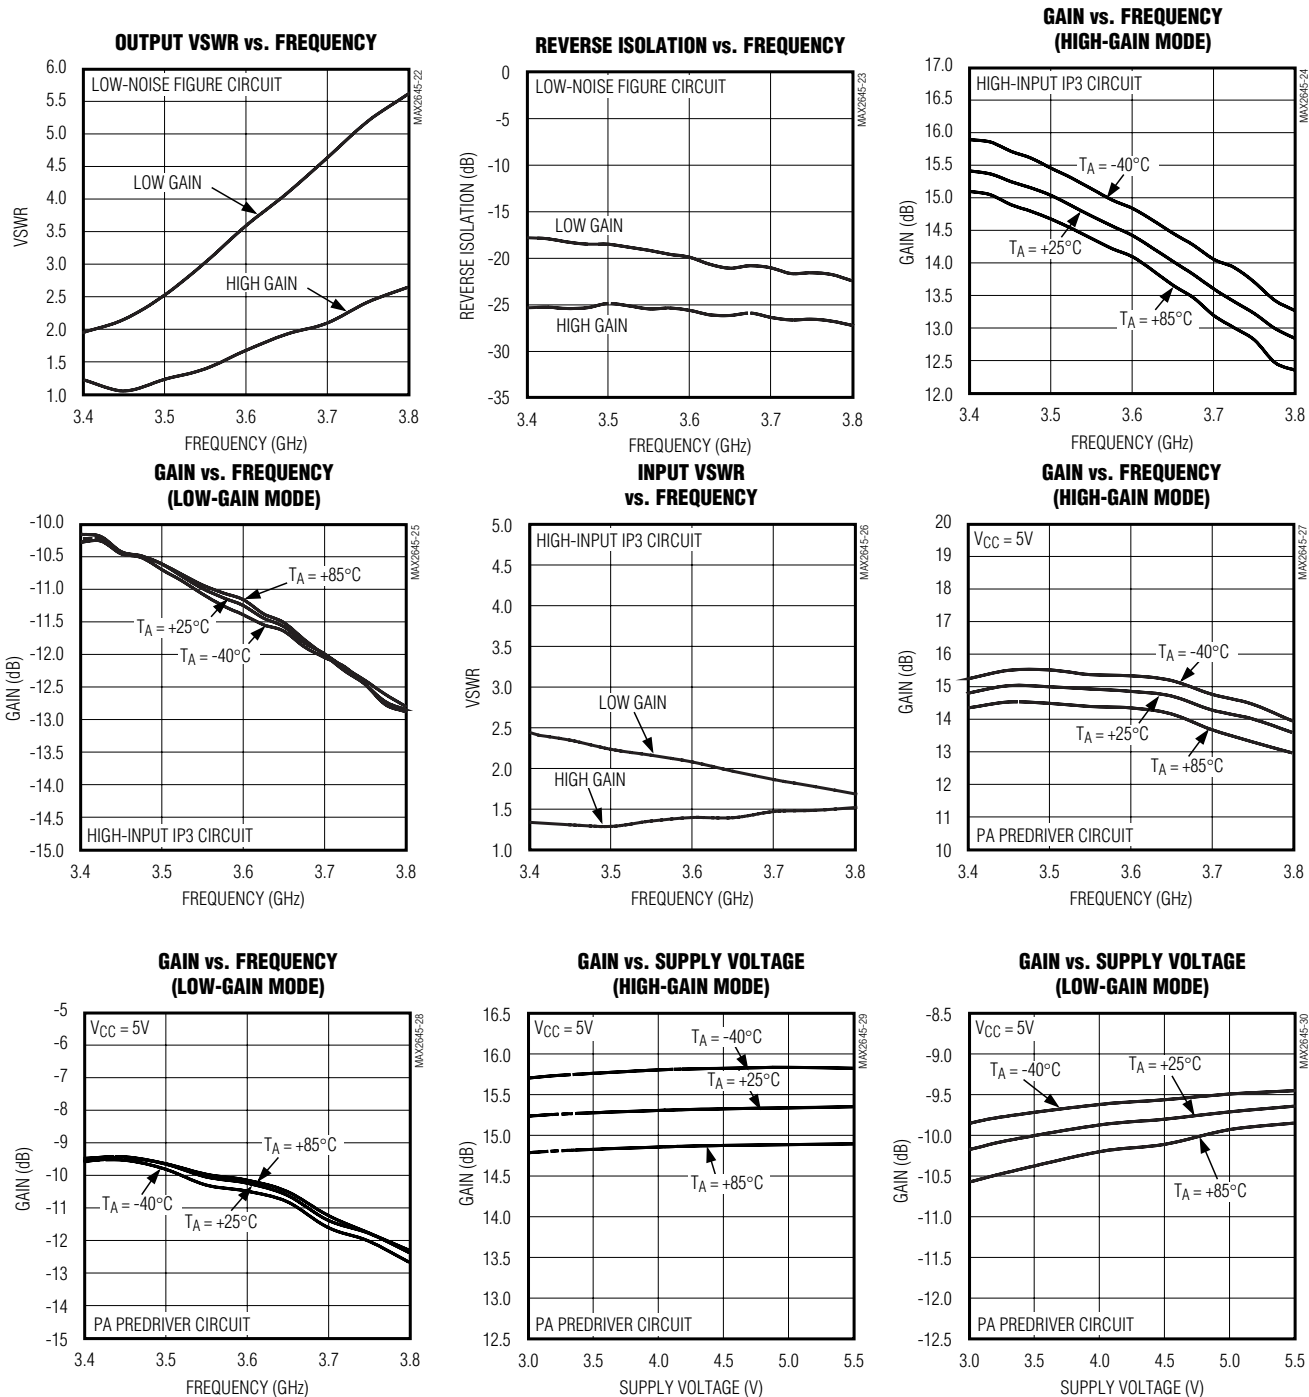 OUTPUT VSWR vs. FREQUENCY
6.0
5.5
5.0
4.5
4.0
3.5
3.0
2.5
2.0
1.5
1.0
VSWR
LOW-NOISE FIGURE CIRCUIT
LOW GAIN
HIGH GAIN
MAX2645-22
3.4 3.5 3.6 3.7 3.8
FREQUENCY (GHz)
REVERSE ISOLATION vs. FREQUENCY
0
-5
-10
-15
-20
-25
-30
-35
REVERSE ISOLATION (dB)
LOW-NOISE FIGURE CIRCUIT
LOW GAIN
HIGH GAIN
MAX2645-23
3.4 3.5 3.6 3.7 3.8
FREQUENCY (GHz)
GAIN vs. FREQUENCY
(HIGH-GAIN MODE)
17.0
16.5
16.0
15.5
15.0
14.5
14.0
13.5
13.0
12.5
12.0
GAIN (dB)
HIGH-INPUT IP3 CIRCUIT
TA = -40°C
TA = +25°C
TA = +85°C
MAX2645-24
3.4 3.5 3.6 3.7 3.8
FREQUENCY (GHz)
GAIN vs. FREQUENCY
(LOW-GAIN MODE)
-10.0
-10.5
-11.0
-11.5
-12.0
-12.5
-13.0
-13.5
-14.0
-14.5
-15.0
GAIN (dB)
TA = +85°C
TA = +25°C
TA = -40°C
HIGH-INPUT IP3 CIRCUIT
MAX2645-25
3.4 3.5 3.6 3.7 3.8
FREQUENCY (GHz)
INPUT VSWR
vs. FREQUENCY
5.0
4.5
4.0
3.5
3.0
2.5
2.0
1.5
1.0
VSWR
HIGH-INPUT IP3 CIRCUIT
LOW GAIN
HIGH GAIN
MAX2645-26
3.4 3.5 3.6 3.7 3.8
FREQUENCY (GHz)
GAIN vs. FREQUENCY
(HIGH-GAIN MODE)
20
19
18
17
16
15
14
13
12
11
10
GAIN (dB)
VCC = 5V
TA = -40°C
TA = +25°C
TA = +85°C
PA PREDRIVER CIRCUIT
MAX2645-27
3.4 3.5 3.6 3.7 3.8
FREQUENCY (GHz)
GAIN vs. FREQUENCY
(LOW-GAIN MODE)
-5
-6
-7
-8
-9
-10
-11
-12
-13
-14
-15
GAIN (dB)
VCC = 5V
TA = +85°C
TA = -40°C
TA = +25°C
PA PREDRIVER CIRCUIT
MAX2645-28
3.4 3.5 3.6 3.7 3.8
FREQUENCY (GHz)
GAIN vs. SUPPLY VOLTAGE
(HIGH-GAIN MODE)
16.5
16.0
15.5
15.0
14.5
14.0
13.5
13.0
12.5
GAIN (dB)
VCC = 5V
TA = -40°C
TA = +25°C
TA = +85°C
PA PREDRIVER CIRCUIT
MAX2645-29
3.0 3.5 4.0 4.5 5.0 5.5
SUPPLY VOLTAGE (V)
GAIN vs. SUPPLY VOLTAGE
(LOW-GAIN MODE)
-8.5
-9.0
-9.5
-10.0
-10.5
-11.0
-11.5
-12.0
-12.5
GAIN (dB)
VCC = 5V
TA = -40°C
TA = +25°C
TA = +85°C
PA PREDRIVER CIRCUIT
MAX2645-30
3.0 3.5 4.0 4.5 5.0 5.5
SUPPLY VOLTAGE (V)